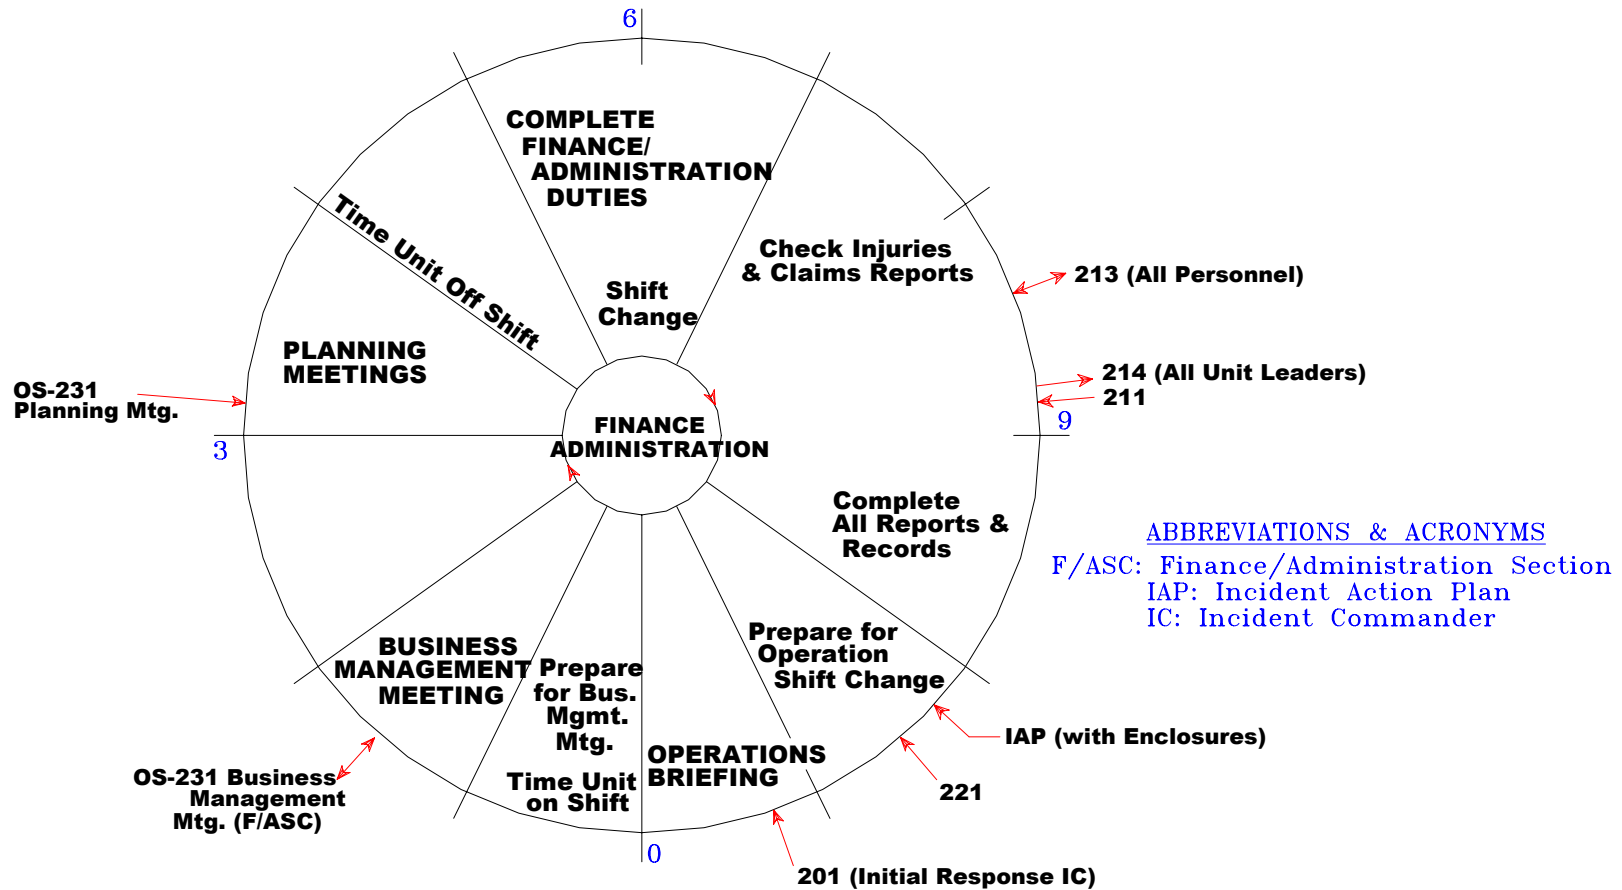 6
COMPLETE
FINANCE/
ADMINISTRATION
DUTIES
Time Unit Off Shift
Check Injuries
& Claims Reports
213 (All Personnel)
Shift
Change
PLANNING
MEETINGS
OS-231
Planning Mtg.
214 (All Unit Leaders)
211
3
FINANCE
ADMINISTRATION
9
Complete
All Reports &
Records
ABBREVIATIONS & ACRONYMS
F/ASC: Finance/Administration Section
IAP: Incident Action Plan
IC: Incident Commander
BUSINESS
MANAGEMENT
MEETING
Prepare
for Bus.
Mgmt.
Mtg.
Time Unit
on Shift
OPERATIONS
BRIEFING
Prepare for
Operation
Shift Change
IAP (with Enclosures)
221
OS-231 Business
Management
Mtg. (F/ASC)
0
201 (Initial Response IC)